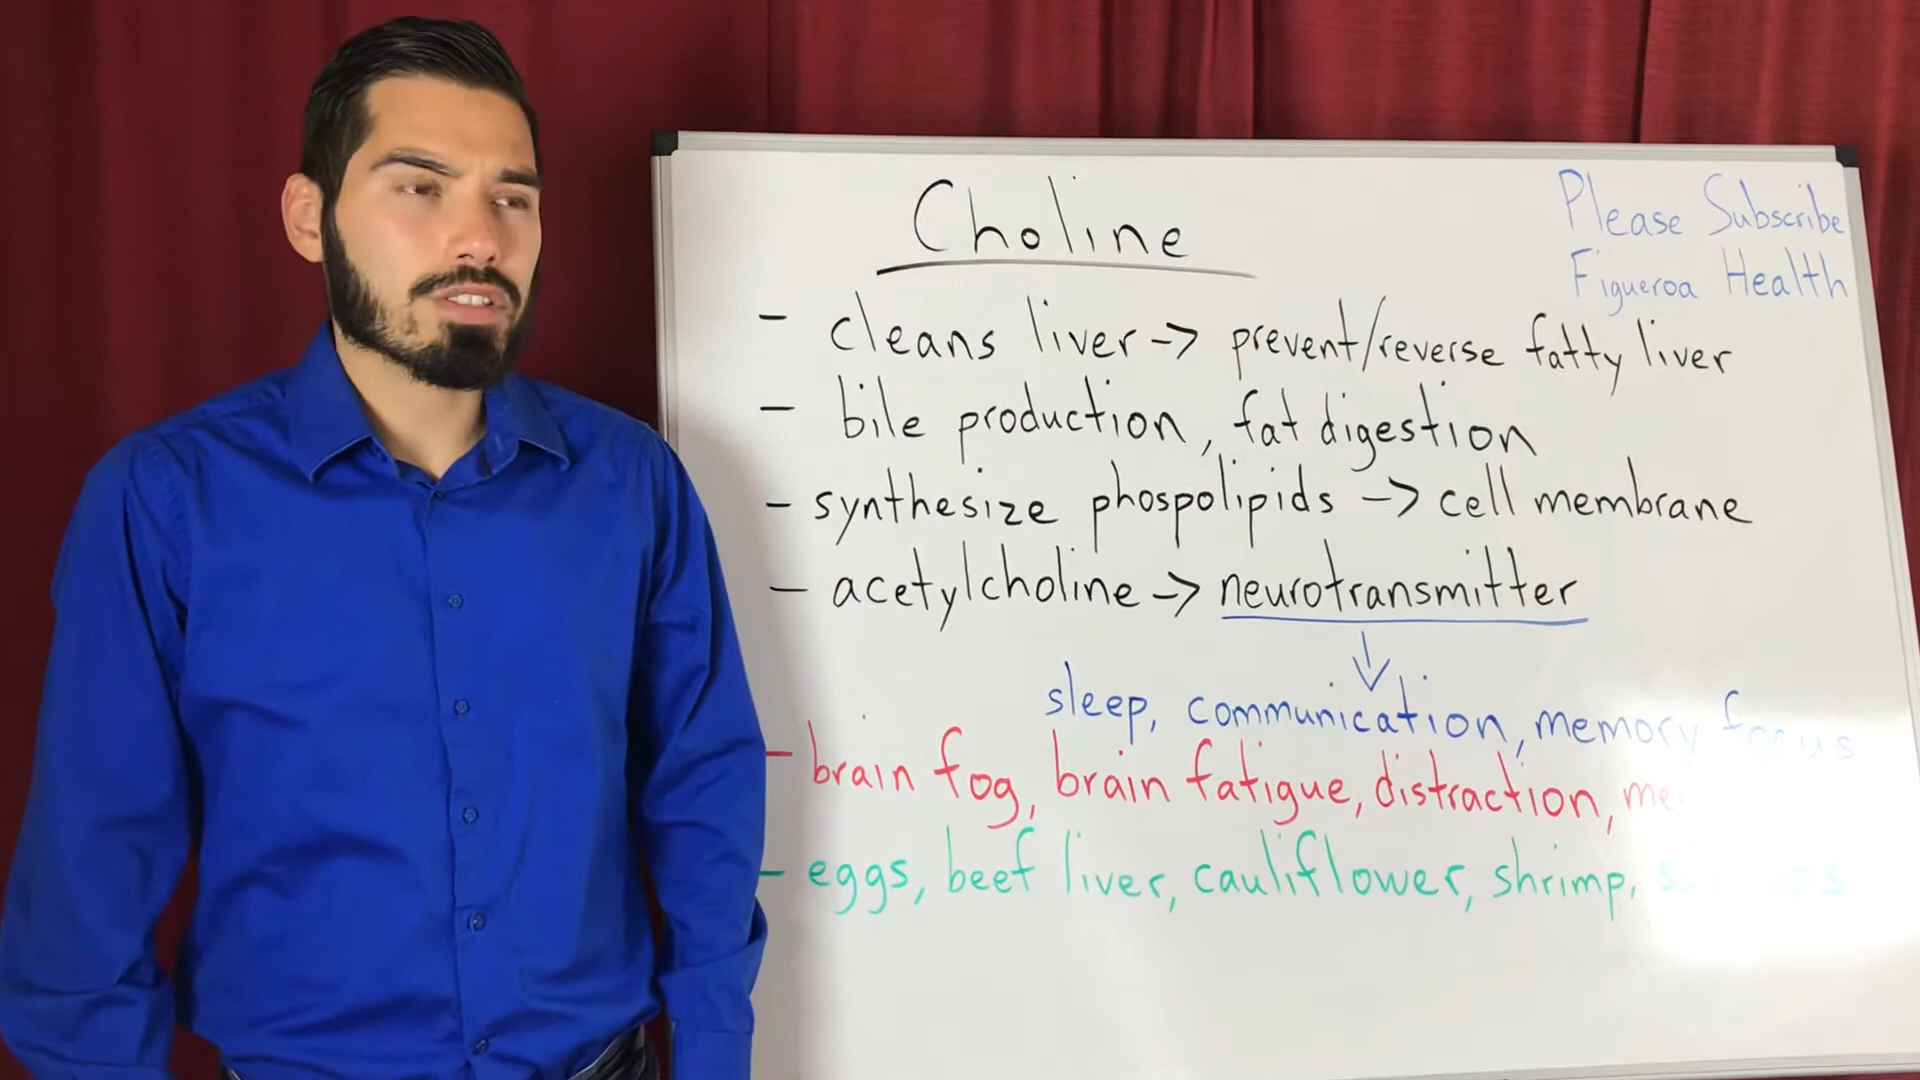 Choline
Please Subscribe
Figueroa Health
- cleans liver -> prevent/reverse fatty liver
- bile production, fat digestion
- synthesize phospolipids -> cell membrane
- acetylcholine -> neurotransmitter
↓
sleep, communication, memory focus
- brain fog, brain fatigue, distraction,
- eggs, beef liver, cauliflower, shrimp,